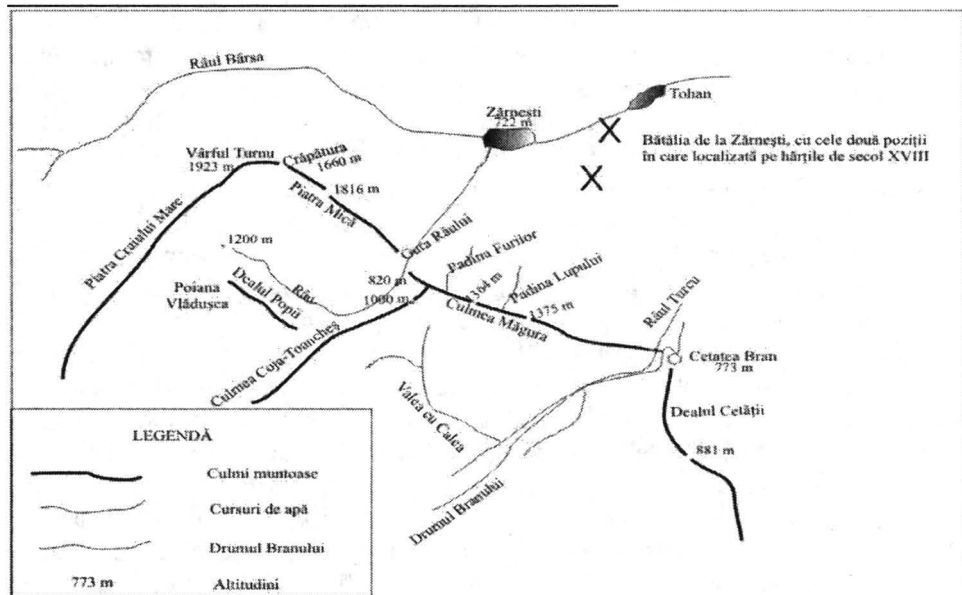 Râul Bârsa
Tohan
Zărnești
722 m
Bătălia de la Zărnești, cu cele două poziții
în cure localizată pe hărțile de secol XVIII
Vârful Turnu
1923 m
Crăpătura
1660 m
1816 m
Piatra Mică
Piatra Craiului Mare
Gura Râului
1200 m
Padina Furilor
820 m
1000 m
Râu
Dealul Popii
Poiana
Vlădușca
1364 m
Padina Lupului
1375 m
Culmea Măgura
Râul Turcu
Culmea Coja-Toancheș
Cetatea Bran
773 m
Valea cu Calea
Dealul Cetății
881 m
Drumul Branului
LEGENDĂ
Culmi muntoase
Cursuri de apă
Drumul Branului
773 m Altitudini